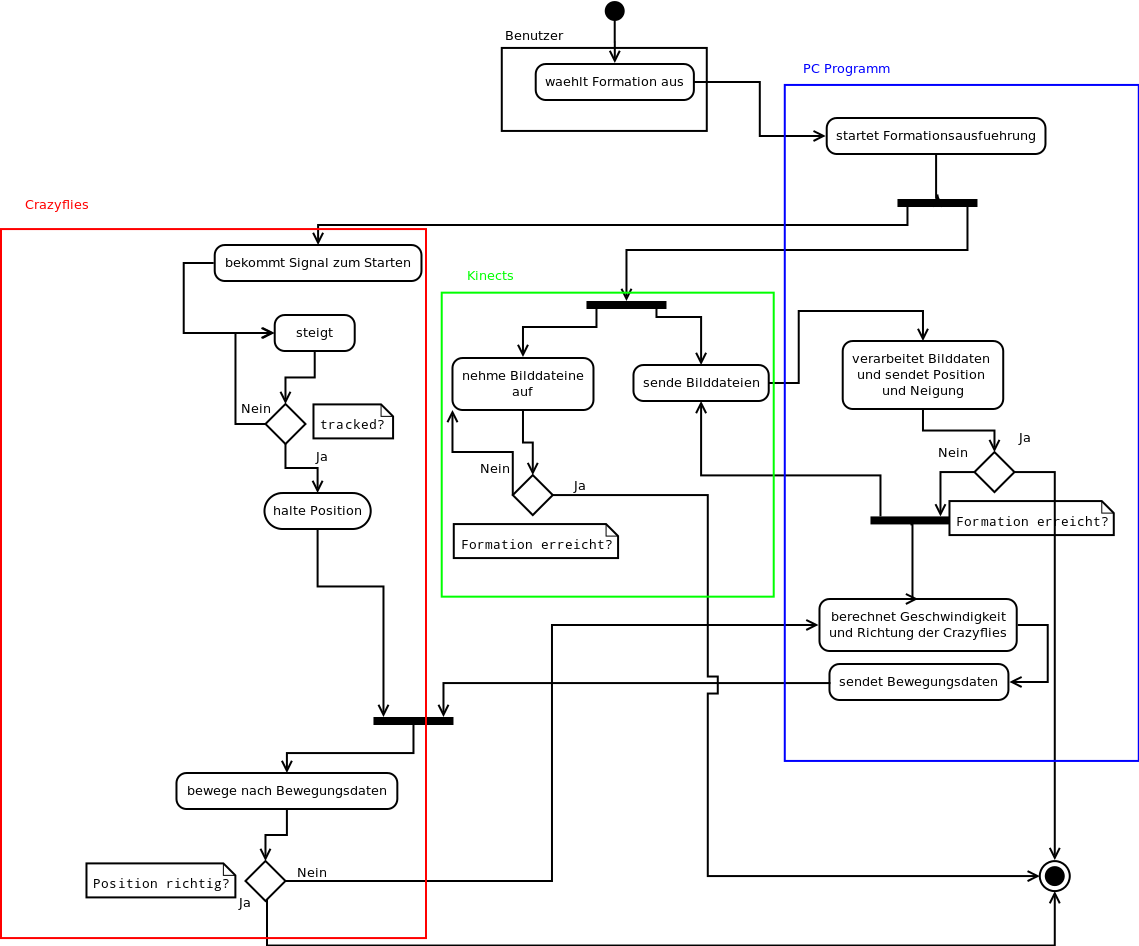 Benutzer
waehlt Formation aus
PC Programm
startet Formationsausfuehrung
Crazyflies
bekommt Signal zum Starten
steigt
Nein
tracked?
Ja
halte Position
Kinects
nehme Bilddateine
auf
sende Bilddateien
Nein
Ja
Formation erreicht?
verarbeitet Bilddaten
und sendet Position
und Neigung
Ja
Nein
Formation erreicht?
berechnet Geschwindigkeit
und Richtung der Crazyflies
sendet Bewegungsdaten
bewege nach Bewegungsdaten
Nein
Position richtig?
Ja